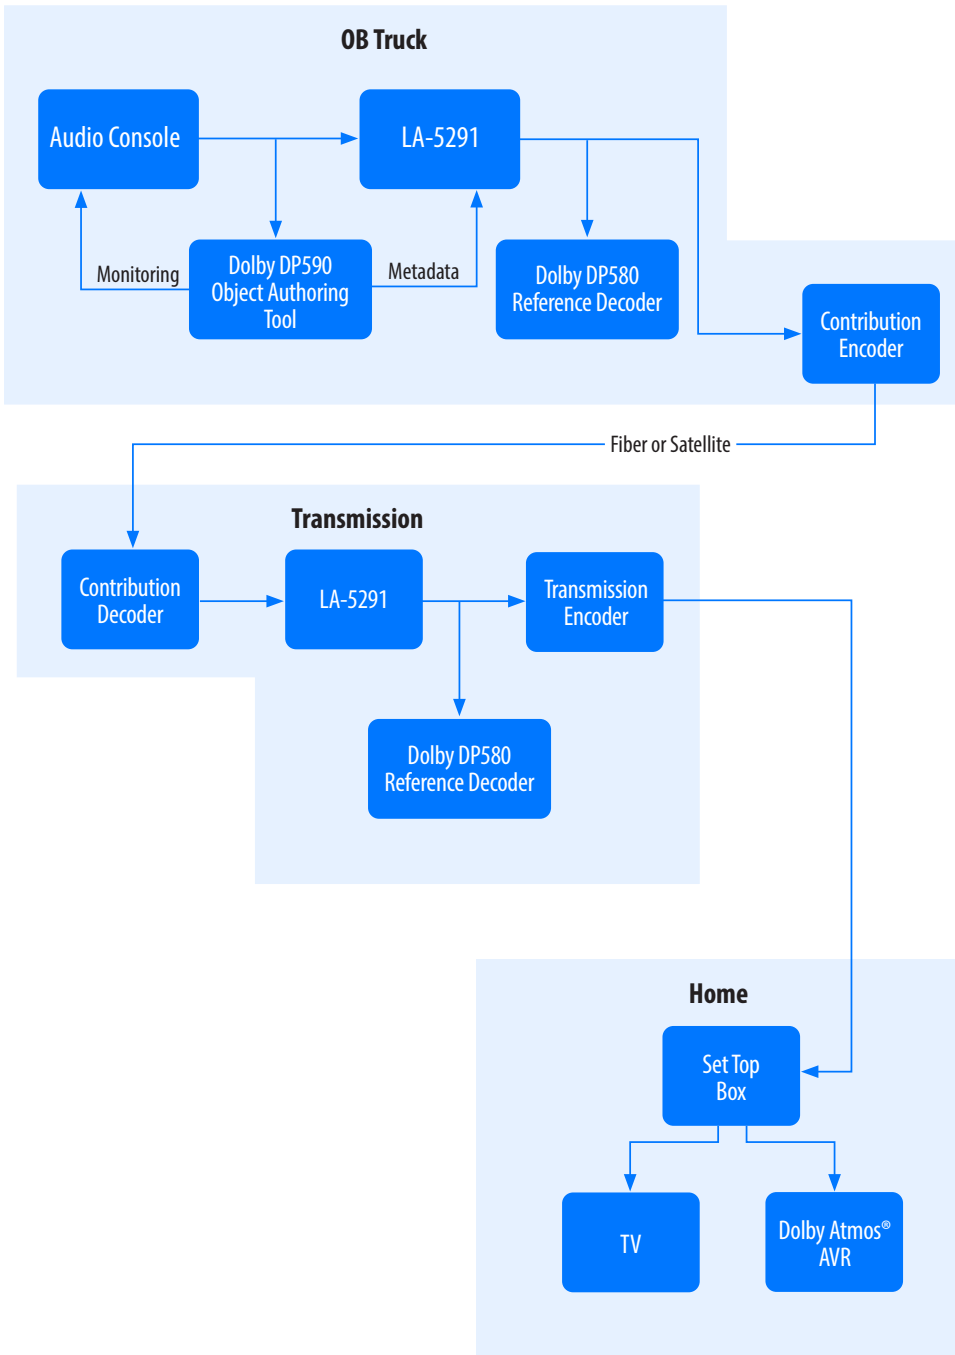 OB Truck
Audio Console
LA-5291
Monitoring
Dolby DP590
Object Authoring
Tool
Metadata
Dolby DP580
Reference Decoder
Contribution
Encoder
Fiber or Satellite
Transmission
Contribution
Decoder
LA-5291
Transmission
Encoder
Dolby DP580
Reference Decoder
Home
Set Top
Box
TV
Dolby Atmos®
AVR